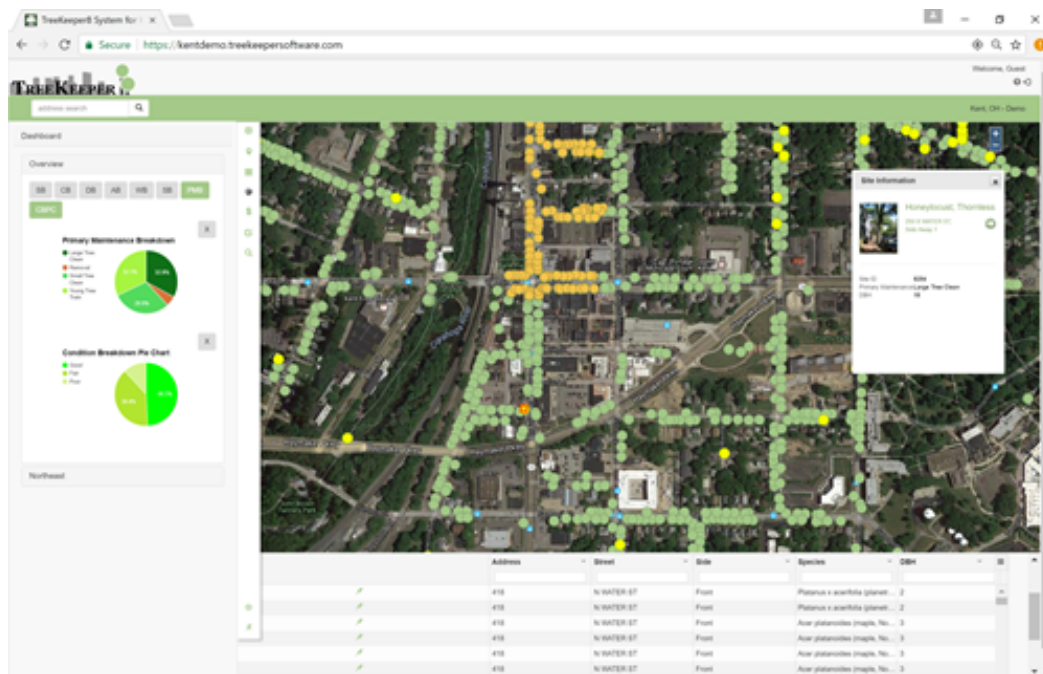 TreeKeeper8 System for
Secure https://kentdemo.treekeepersoftware.com
Welcome, Guest
TREEKEEPER
address search
Kent, OH - Demo
Dashboard
Overview
SB CB DB AB WB SB PMB
CBPC
X
Primary Maintenance Breakdown
Large Tree
Clean
Removal
Small Tree
Clean
Young Tree
Train
X
Condition Breakdown Pie Chart
Good
Fair
Poor
Northeast
Site Information
Honeylocust, Thornless
Site ID
Primary Maintenance Large Tree Clean
DBH
Address Street Side Species DBH
418 N WATER ST Front Platanus x acerifolia (planetr... 2
418 N WATER ST Front Platanus x acerifolia (planetr... 2
418 N WATER ST Front Acer platanoides (maple, No... 3
418 N WATER ST Front Acer platanoides (maple, No... 3
418 N WATER ST Front Acer platanoides (maple, No... 3
418 N WATER ST Front Acer platanoides (maple, No... 3